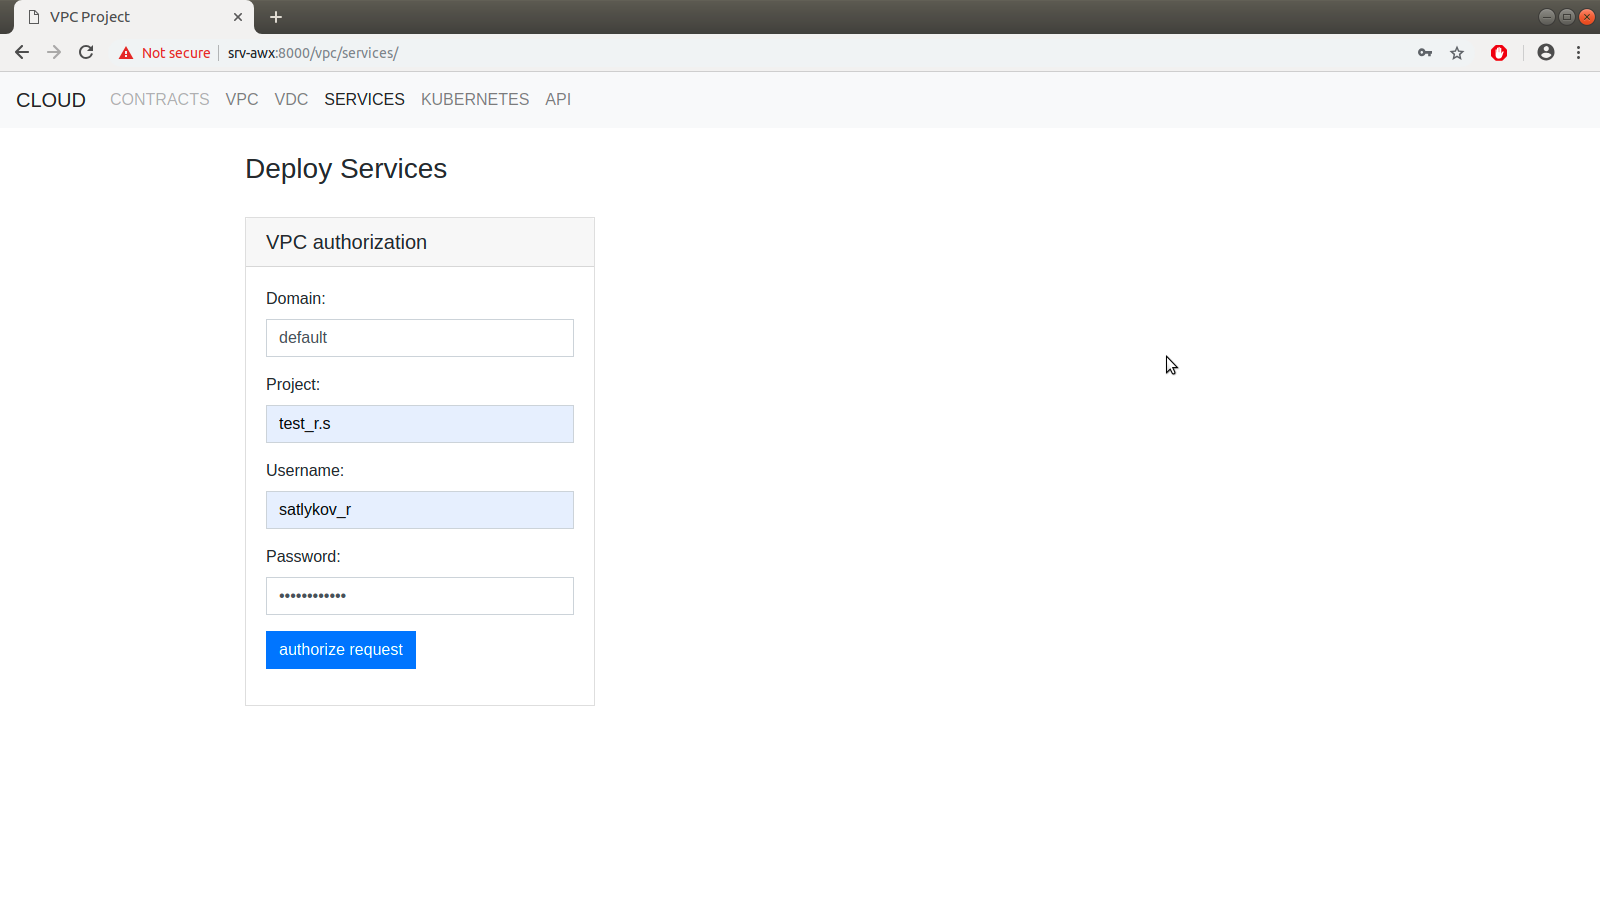 VPC Project
Not secure srv-awx:8000/vpc/services/
CLOUD CONTRACTS VPC VDC SERVICES KUBERNETES API
Deploy Services
VPC authorization
Domain:
default
Project:
test_r.s
Username:
satlykov_r
Password:
••••••••••••
authorize request